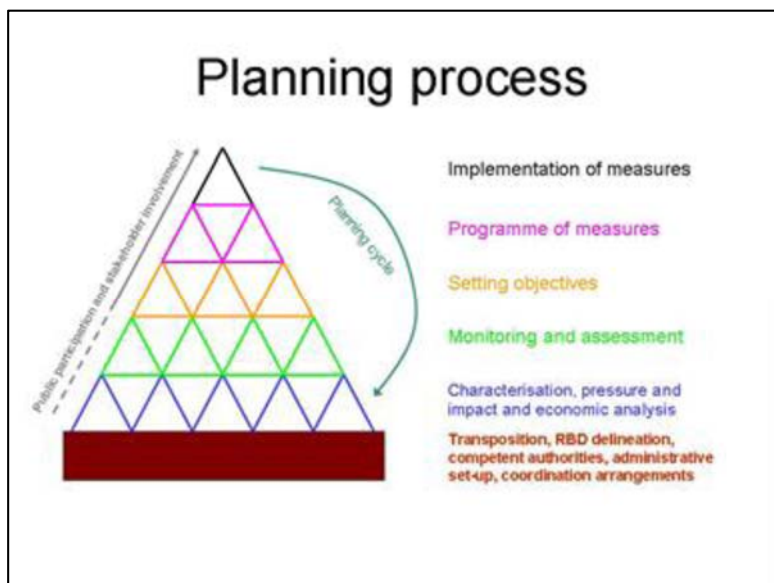 Planning process
Public participation and stakeholder involvement
Planning cycle
Implementation of measures
Programme of measures
Setting objectives
Monitoring and assessment
Characterisation, pressure and
impact and economic analysis
Transposition, RBD delineation,
competent authorities, administrative
set-up, coordination arrangements